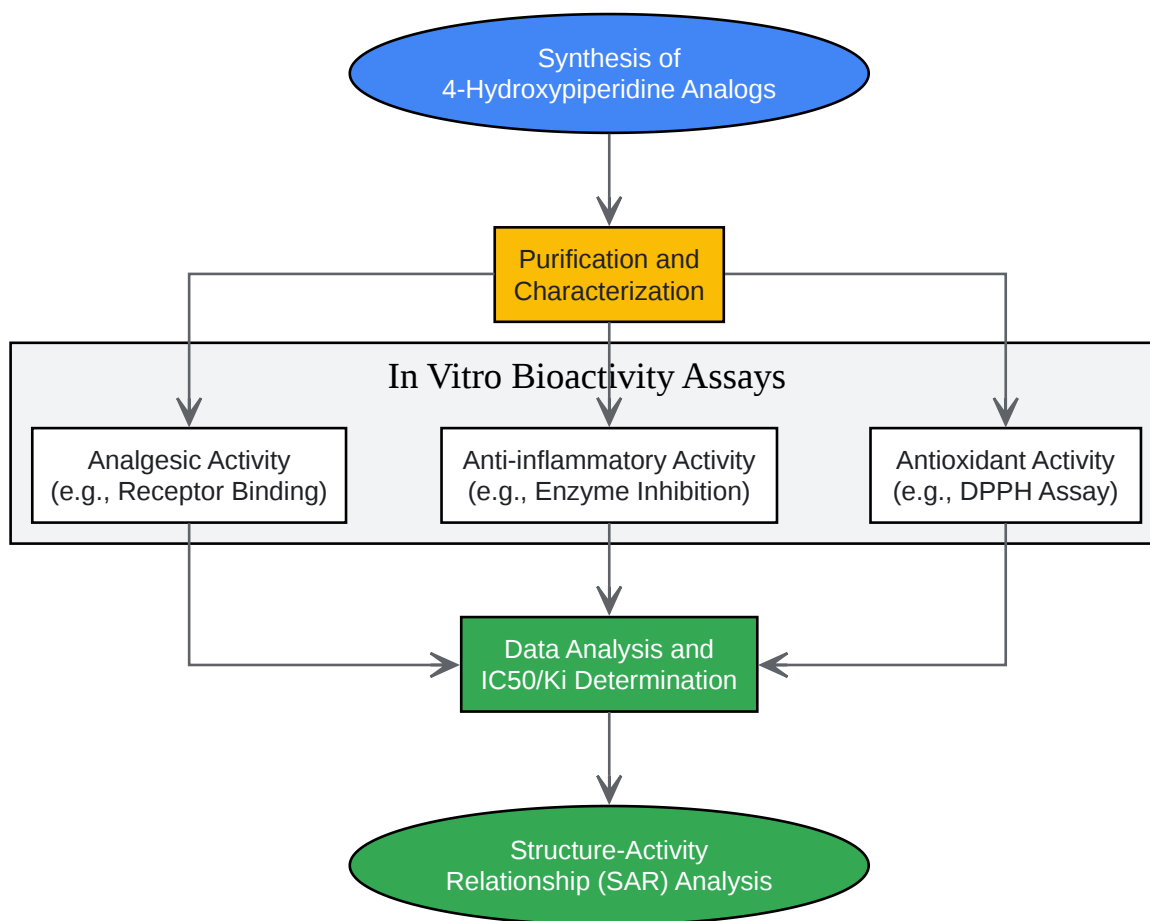 Synthesis of
4-Hydroxypiperidine Analogs
Purification and
Characterization
In Vitro Bioactivity Assays
Analgesic Activity
(e.g., Receptor Binding)
Anti-inflammatory Activity
(e.g., Enzyme Inhibition)
Antioxidant Activity
(e.g., DPPH Assay)
Data Analysis and
IC50/Ki Determination
Structure-Activity
Relationship (SAR) Analysis